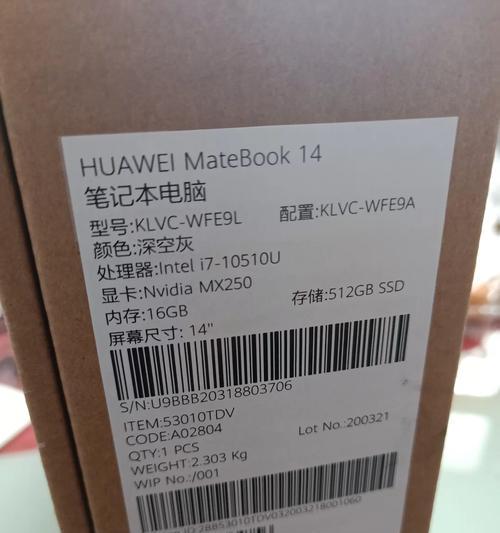 HUAWEI MateBook 14
笔记本电脑
型号:KLVC-WFE9L 配置:KLVC-WFE9A
颜色:深空灰
处理器:Intel i7-10510U
显卡:Nvidia MX250
内存:16GB 存储:512GB SSD
屏幕尺寸: 14"
S/N:U9BBB20318803706
ITEM:53010TDV
CODE:A02804 Lot No.:200321
QTY:1 PCS
WEIGHT:2.303 Kg
WIP No.:/001